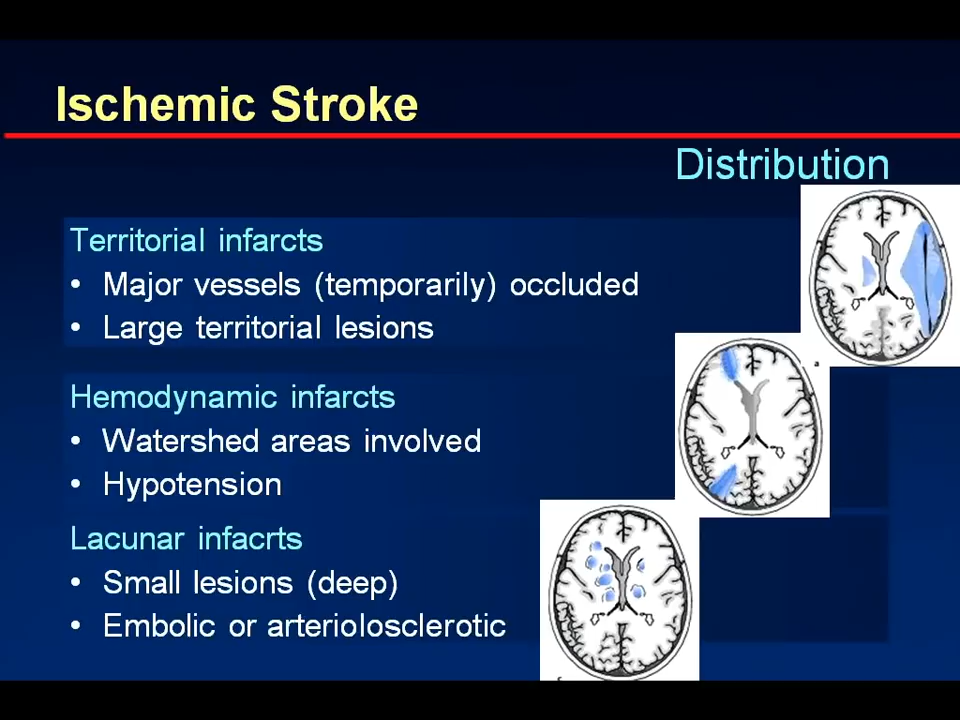 Ischemic Stroke
Distribution
Territorial infarcts
• Major vessels (temporarily) occluded
• Large territorial lesions
a
Hemodynamic infarcts
• Watershed areas involved
• Hypotension
Lacunar infacrts
• Small lesions (deep)
• Embolic or arteriolosclerotic